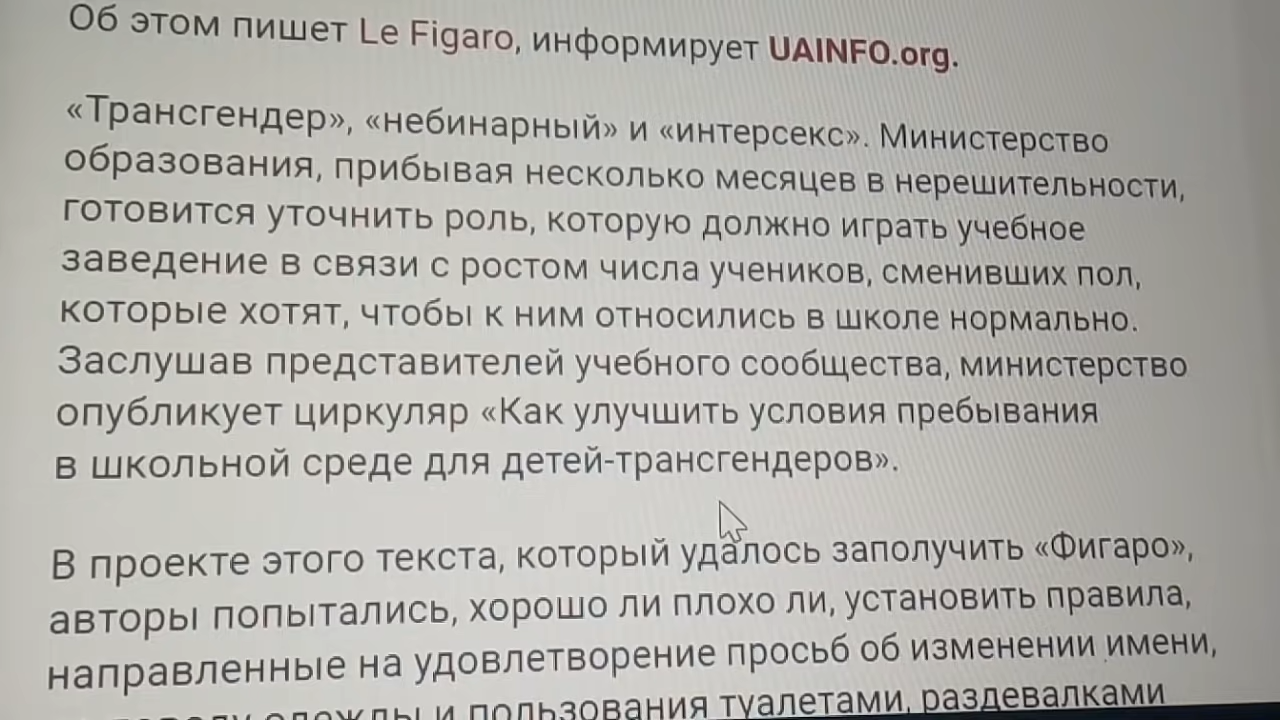 Об этом пишет Le Figaro, информирует UAINFO.org.
«Трансгендер», «небинарный» и «интерсекс». Министерство
образования, прибывая несколько месяцев в нерешительности,
готовится уточнить роль, которую должно играть учебное
заведение в связи с ростом числа учеников, сменивших пол,
которые хотят, чтобы к ним относились в школе нормально.
Заслушав представителей учебного сообщества, министерство
опубликует циркуляр «Как улучшить условия пребывания
в школьной среде для детей-трансгендеров».
В проекте этого текста, который удалось заполучить «Фигаро»,
авторы попытались, хорошо ли плохо ли, установить правила,
направленные на удовлетворение просьб об изменении имени,
одежды и пользования туалетами, раздевалками